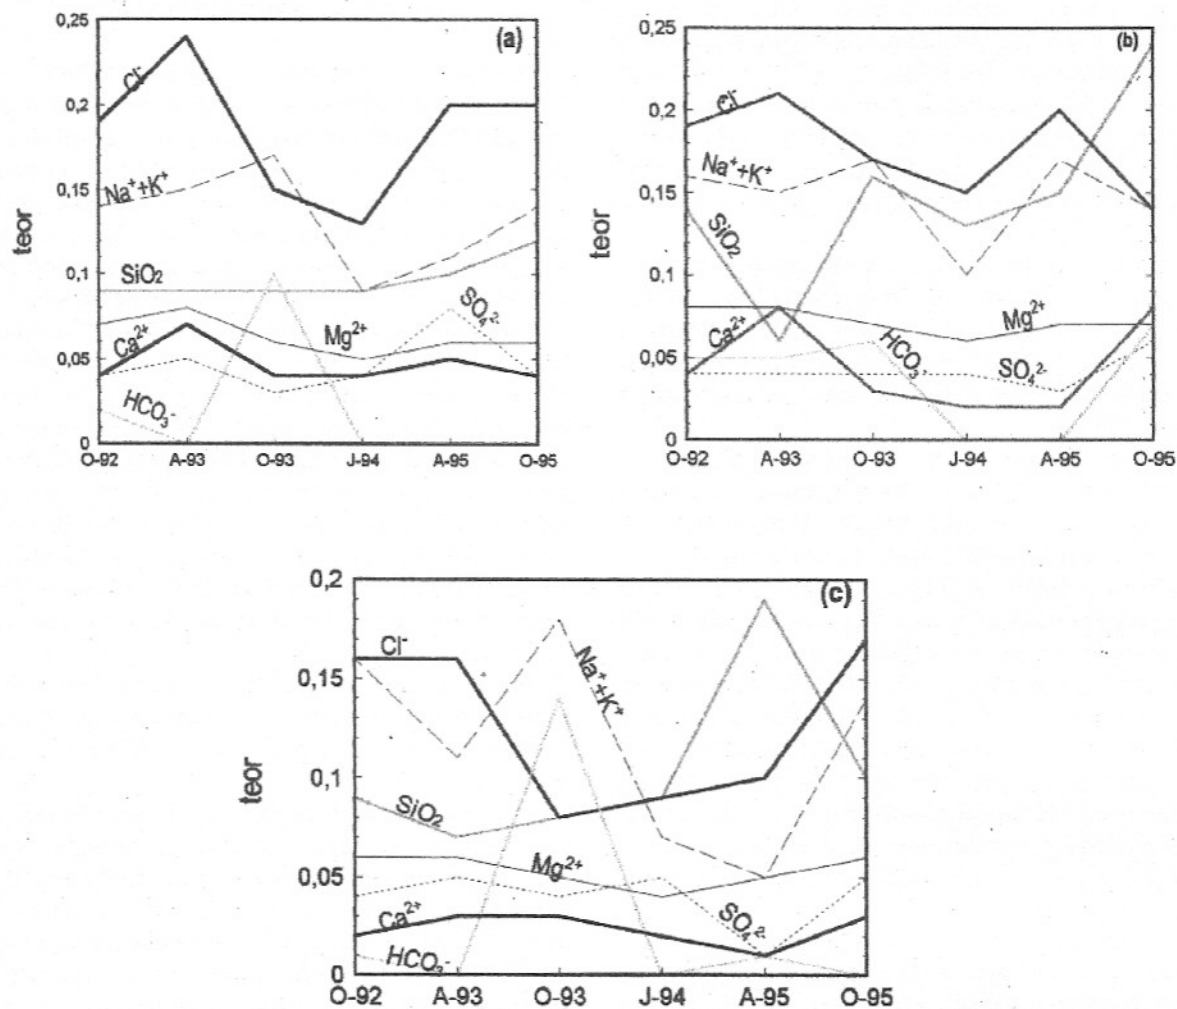 0,25
(a)
Cl⁻
0,2
Na⁺+K⁺
0,15
teor
0,1
SiO₂
SO₄²⁻
Mg²⁺
Ca²⁺
0,05
HCO₃⁻
0
O-92 A-93 O-93 J-94 A-95 O-95
0,25
(b)
Cl⁻
0,2
Na⁺+K⁺
0,15
teor
SiO₂
0,1
Ca²⁺
Mg²⁺
HCO₃⁻
0,05
SO₄²⁻
0
O-92 A-93 O-93 J-94 A-95 O-95
0,2
(c)
Cl⁻
Na⁺+K⁺
0,15
teor
0,1
SiO₂
Mg²⁺
0,05
Ca²⁺
SO₄²⁻
HCO₃⁻
0
O-92 A-93 O-93 J-94 A-95 O-95